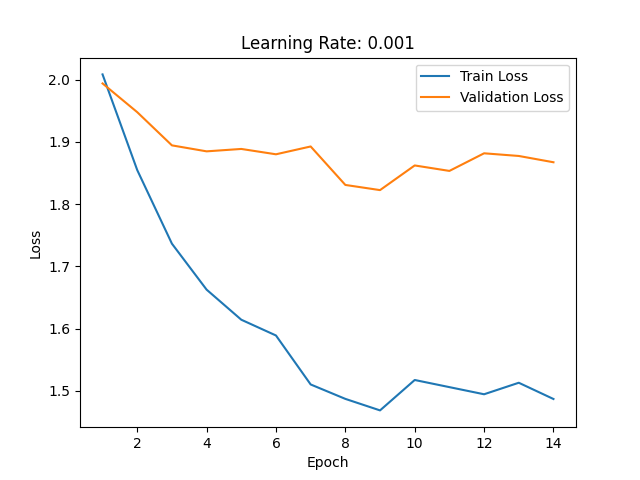 Learning Rate: 0.001
Train Loss
Validation Loss
2.0
1.9
1.8
1.7
1.6
1.5
Loss
2 4 6 8 10 12 14
Epoch